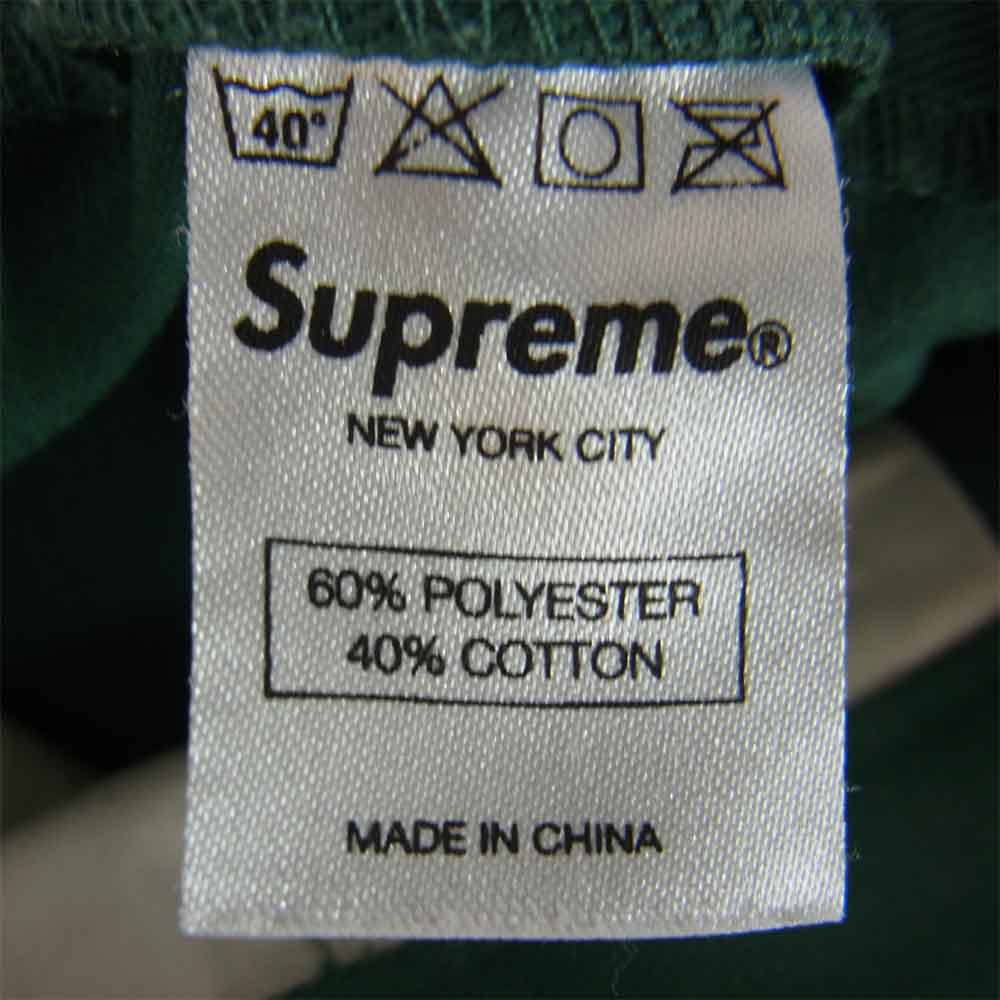 40°
Supreme®
NEW YORK CITY
60% POLYESTER
40% COTTON
MADE IN CHINA